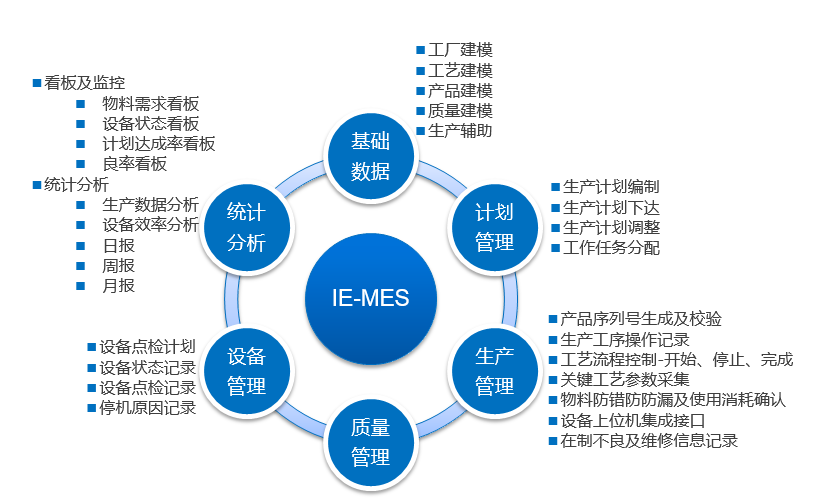 工厂建模
工艺建模
产品建模
质量建模
生产辅助
看板及监控
物料需求看板
设备状态看板
计划达成率看板
良率看板
统计分析
生产数据分析
设备效率分析
日报
周报
月报
基础
数据
统计
分析
计划
管理
生产计划编制
生产计划下达
生产计划调整
工作任务分配
IE-MES
设备点检计划
设备状态记录
设备点检记录
停机原因记录
设备
管理
生产
管理
产品序列号生成及校验
生产工序操作记录
工艺流程控制-开始、停止、完成
关键工艺参数采集
物料防错防防漏及使用消耗确认
设备上位机集成接口
在制不良及维修信息记录
质量
管理